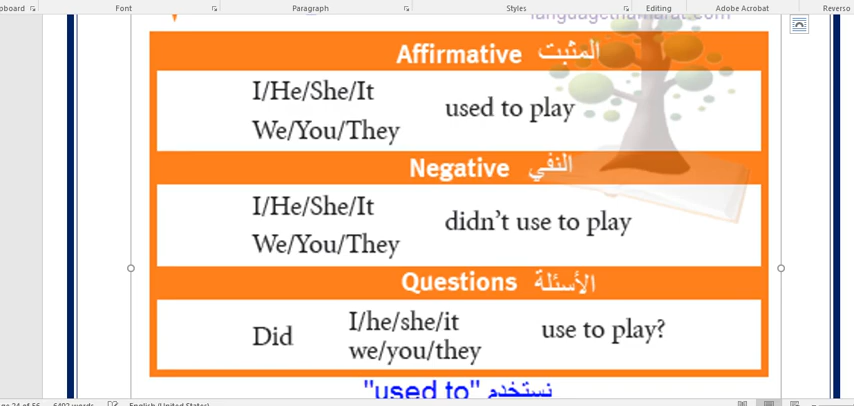 Font Paragraph Styles Editing Adobe Acrobat Reverso
Affirmative المثبت
I/He/She/It
We/You/They
used to play
Negative النفي
I/He/She/It
We/You/They
didn't use to play
Questions الأسئلة
Did
I/he/she/it
we/you/they
use to play?
نستخدم "used to"
6492 words English (United States)